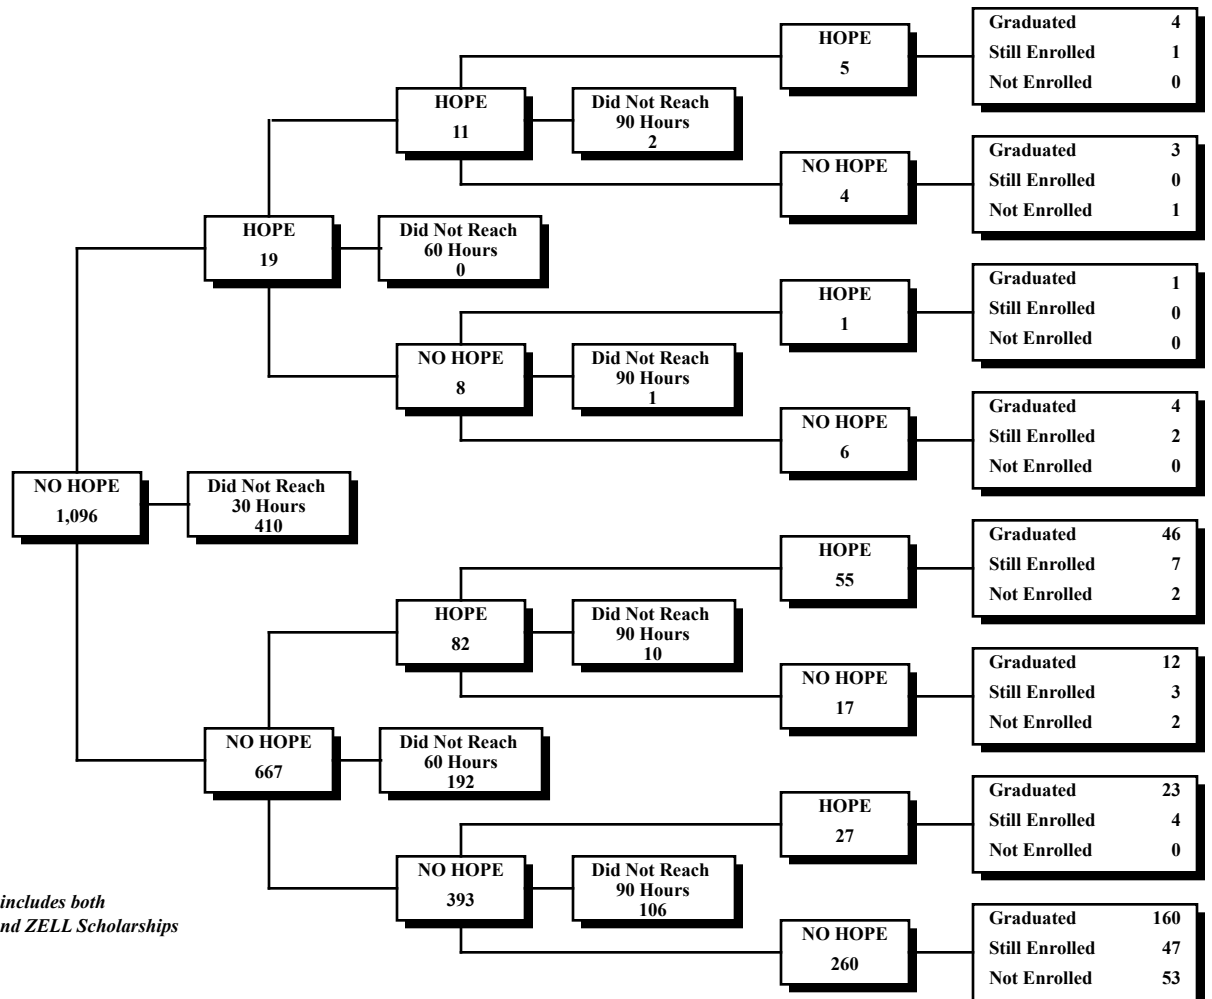 HOPE
5
Graduated 4
Still Enrolled 1
Not Enrolled 0
HOPE
11
Did Not Reach
90 Hours
2
NO HOPE
4
Graduated 3
Still Enrolled 0
Not Enrolled 1
HOPE
19
Did Not Reach
60 Hours
0
HOPE
1
Graduated 1
Still Enrolled 0
Not Enrolled 0
NO HOPE
8
Did Not Reach
90 Hours
1
NO HOPE
6
Graduated 4
Still Enrolled 2
Not Enrolled 0
NO HOPE
1,096
Did Not Reach
30 Hours
410
HOPE
55
Graduated 46
Still Enrolled 7
Not Enrolled 2
HOPE
82
Did Not Reach
90 Hours
10
NO HOPE
17
Graduated 12
Still Enrolled 3
Not Enrolled 2
NO HOPE
667
Did Not Reach
60 Hours
192
HOPE
27
Graduated 23
Still Enrolled 4
Not Enrolled 0
NO HOPE
393
Did Not Reach
90 Hours
106
NO HOPE
260
Graduated 160
Still Enrolled 47
Not Enrolled 53
includes both
nd ZELL Scholarships